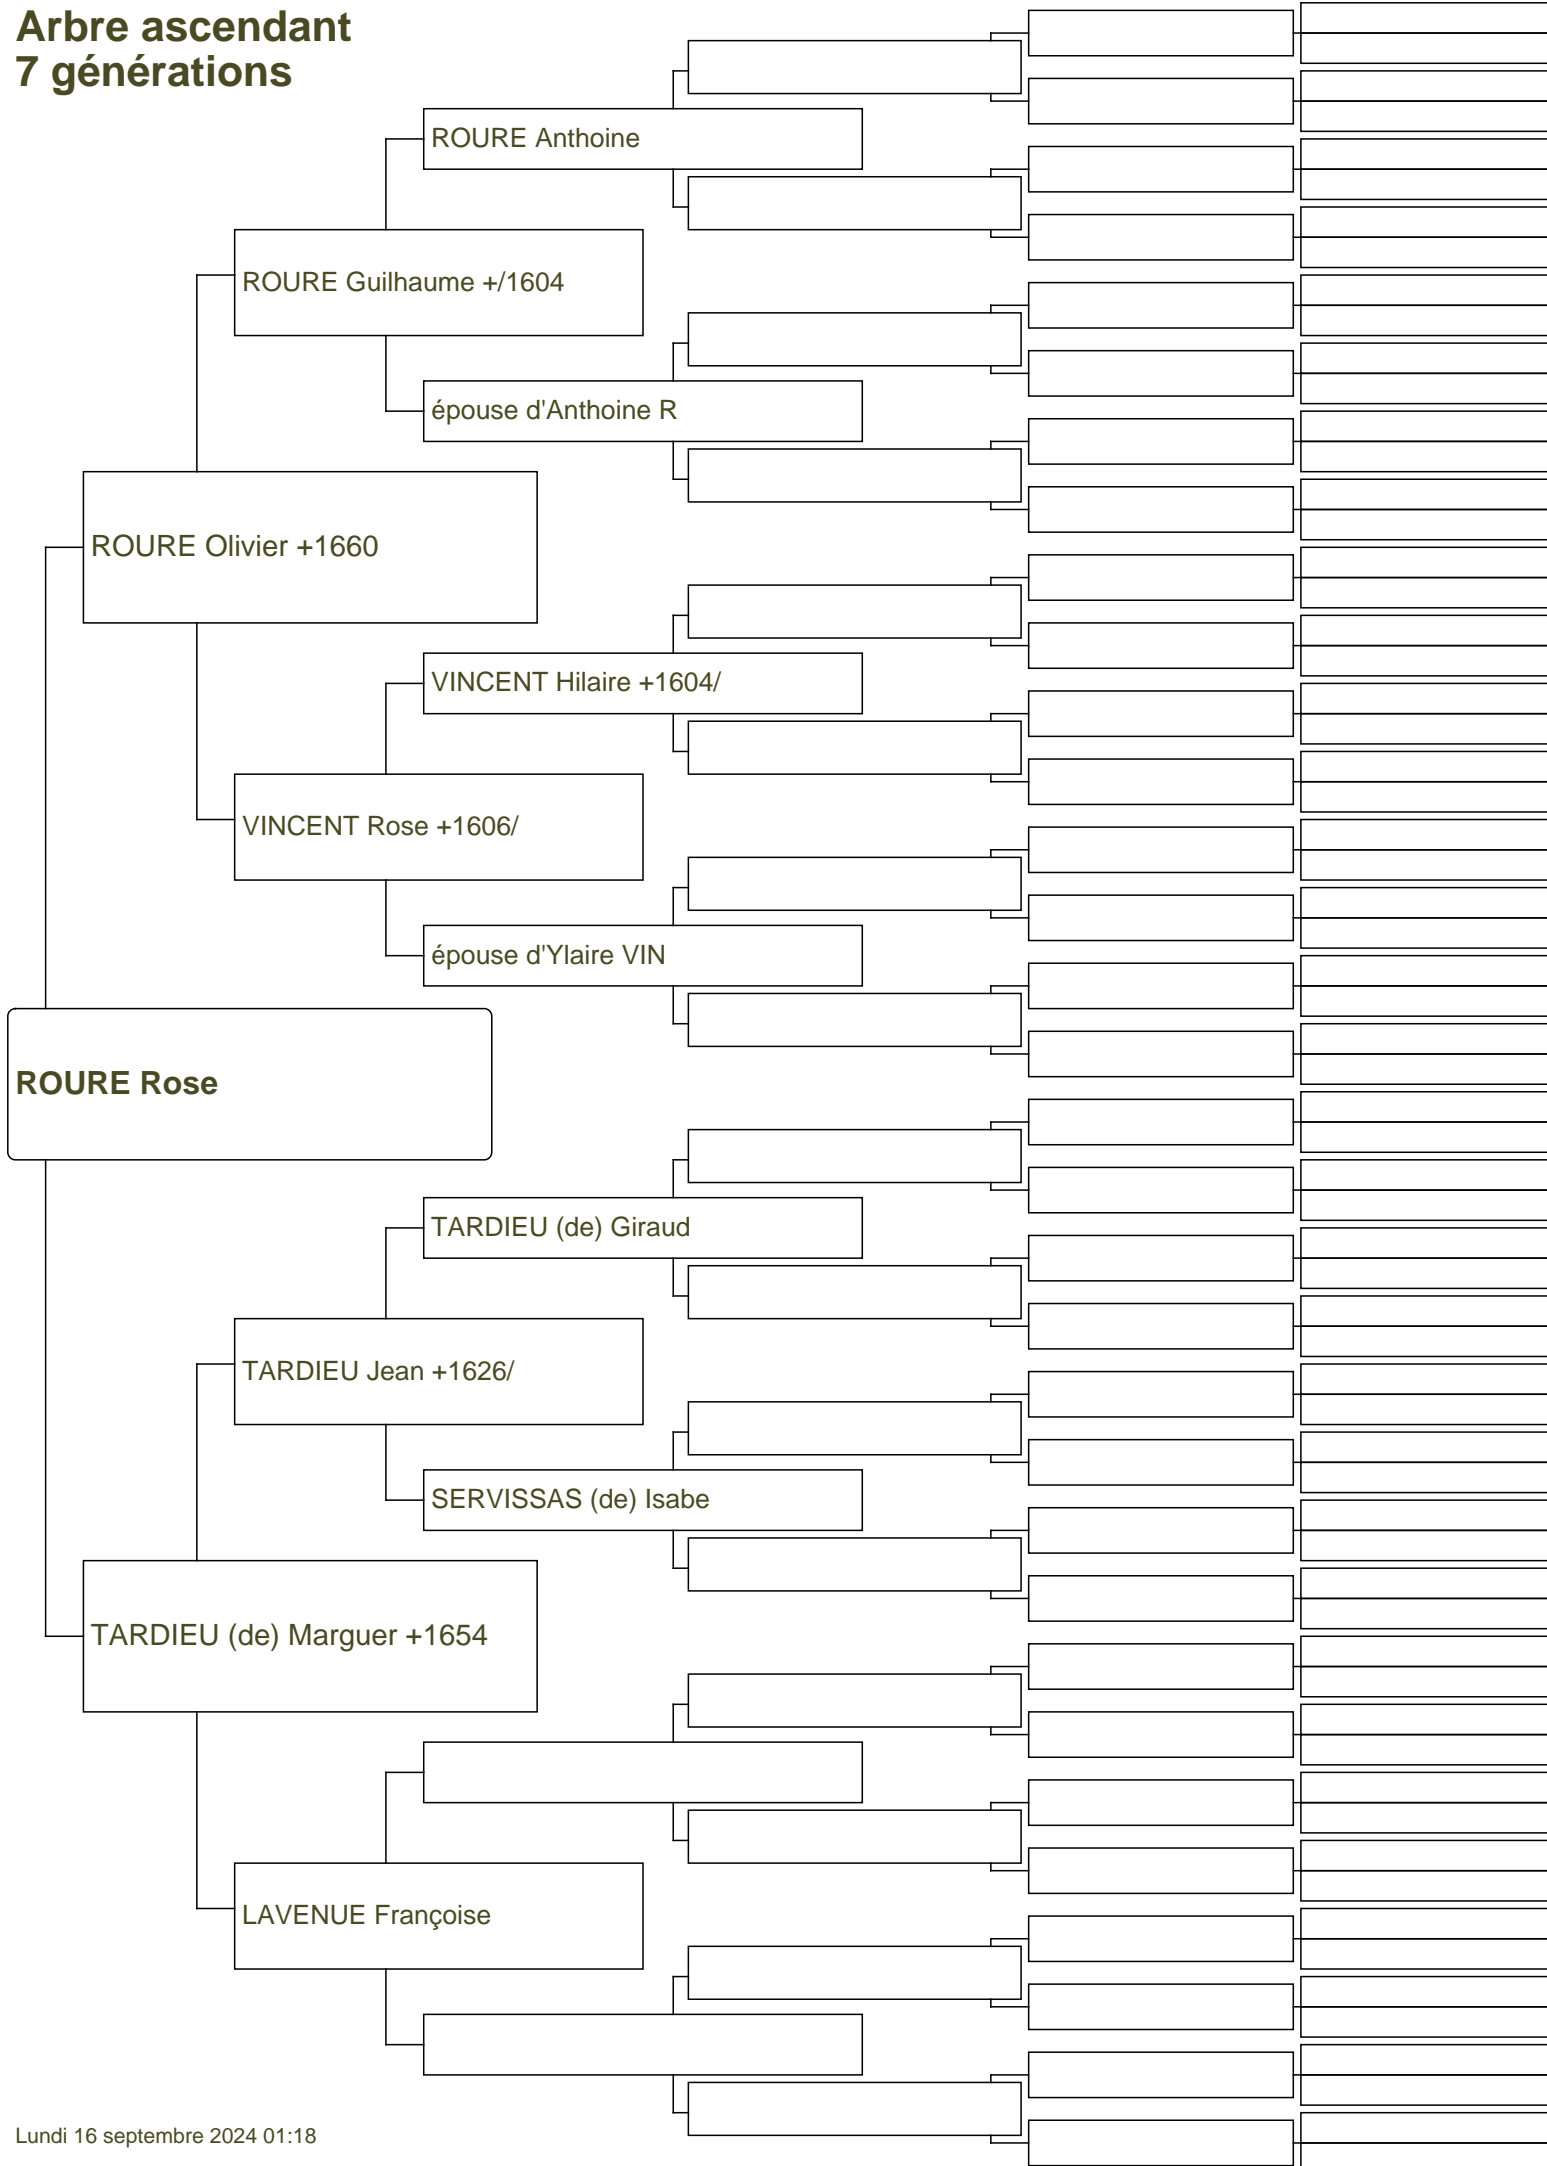 Arbre ascendant
7 générations
ROURE Anthoine
ROURE Guilhaume +/1604
épouse d'Anthoine R
ROURE Olivier +1660
VINCENT Hilaire +1604/
VINCENT Rose +1606/
épouse d'Ylaire VIN
ROURE Rose
TARDIEU (de) Giraud
TARDIEU Jean +1626/
SERVISSAS (de) Isabe
TARDIEU (de) Marguer +1654
LAVENUE Françoise
Lundi 16 septembre 2024 01:18